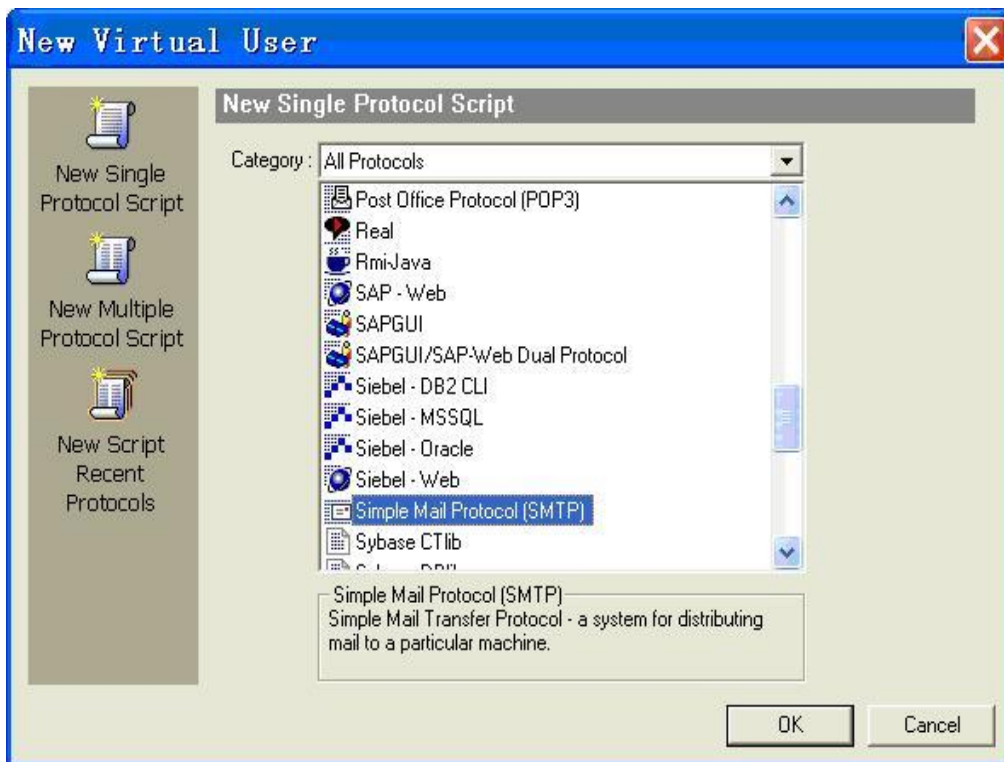 New Virtual User
New Single
Protocol Script
New Multiple
Protocol Script
New Script
Recent
Protocols
New Single Protocol Script
Category : All Protocols
Post Office Protocol (POP3)
Real
Rmi-Java
SAP - Web
SAPGUI
SAPGUI/SAP-Web Dual Protocol
Siebel - DB2 CLI
Siebel - MSSQL
Siebel - Oracle
Siebel - Web
Simple Mail Protocol (SMTP)
Sybase CTlib
Simple Mail Protocol (SMTP)
Simple Mail Transfer Protocol - a system for distributing
mail to a particular machine.
OK Cancel